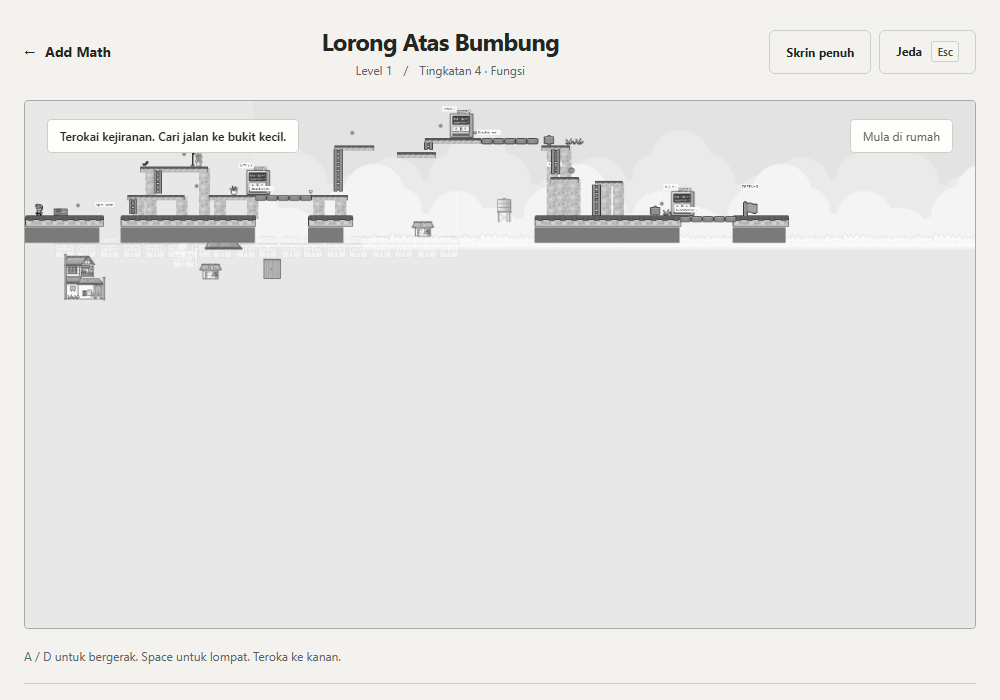 ← Add Math
Lorong Atas Bumbung
Level 1 / Tingkatan 4 · Fungsi
Skrin penuh
Jeda Esc
Terokai kejiranan. Cari jalan ke bukit kecil.
Mula di rumah
A / D untuk bergerak. Space untuk lompat. Teroka ke kanan.